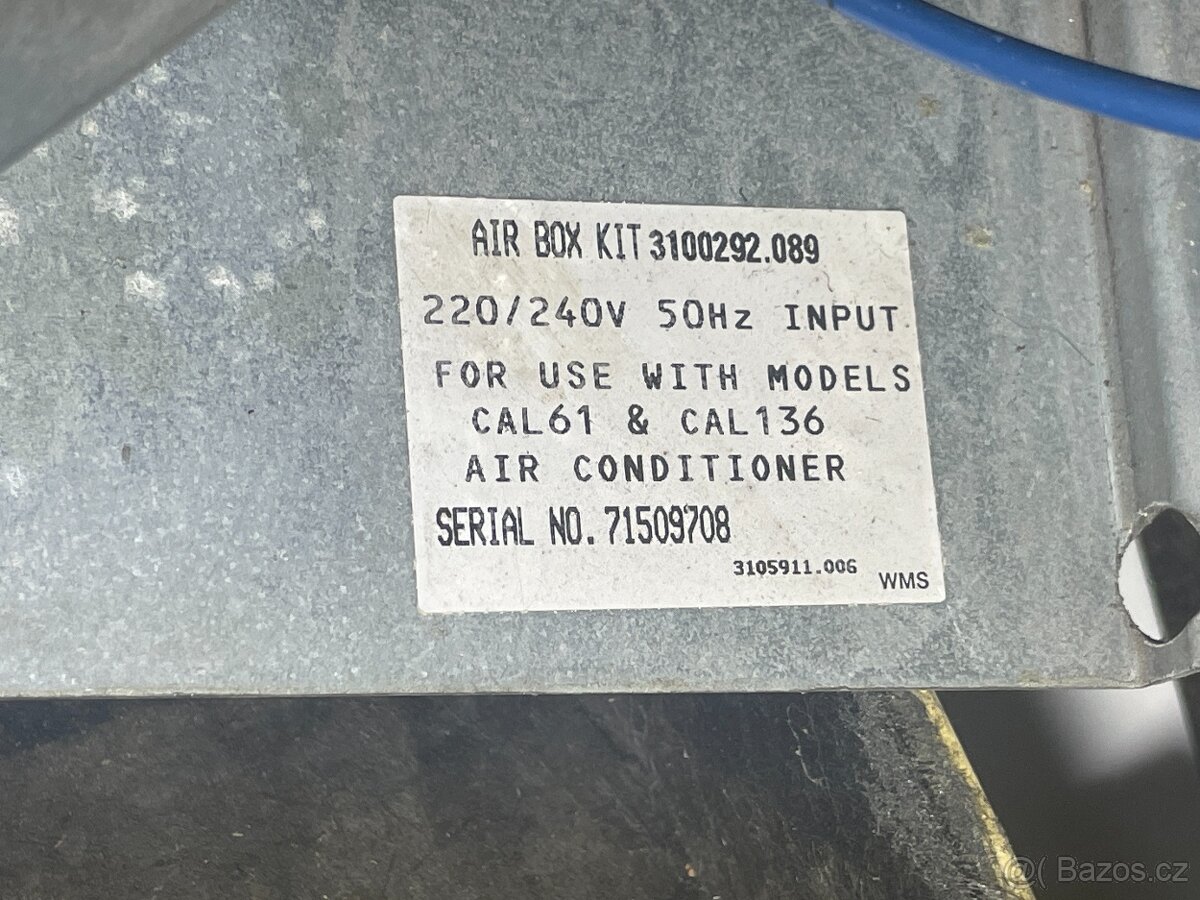 AIR BOX KIT 3100292.089
220/240V 50Hz INPUT
FOR USE WITH MODELS
CAL61 & CAL136
AIR CONDITIONER
SERIAL NO. 71509708
3105911.006 WMS
@( Bazos.cz